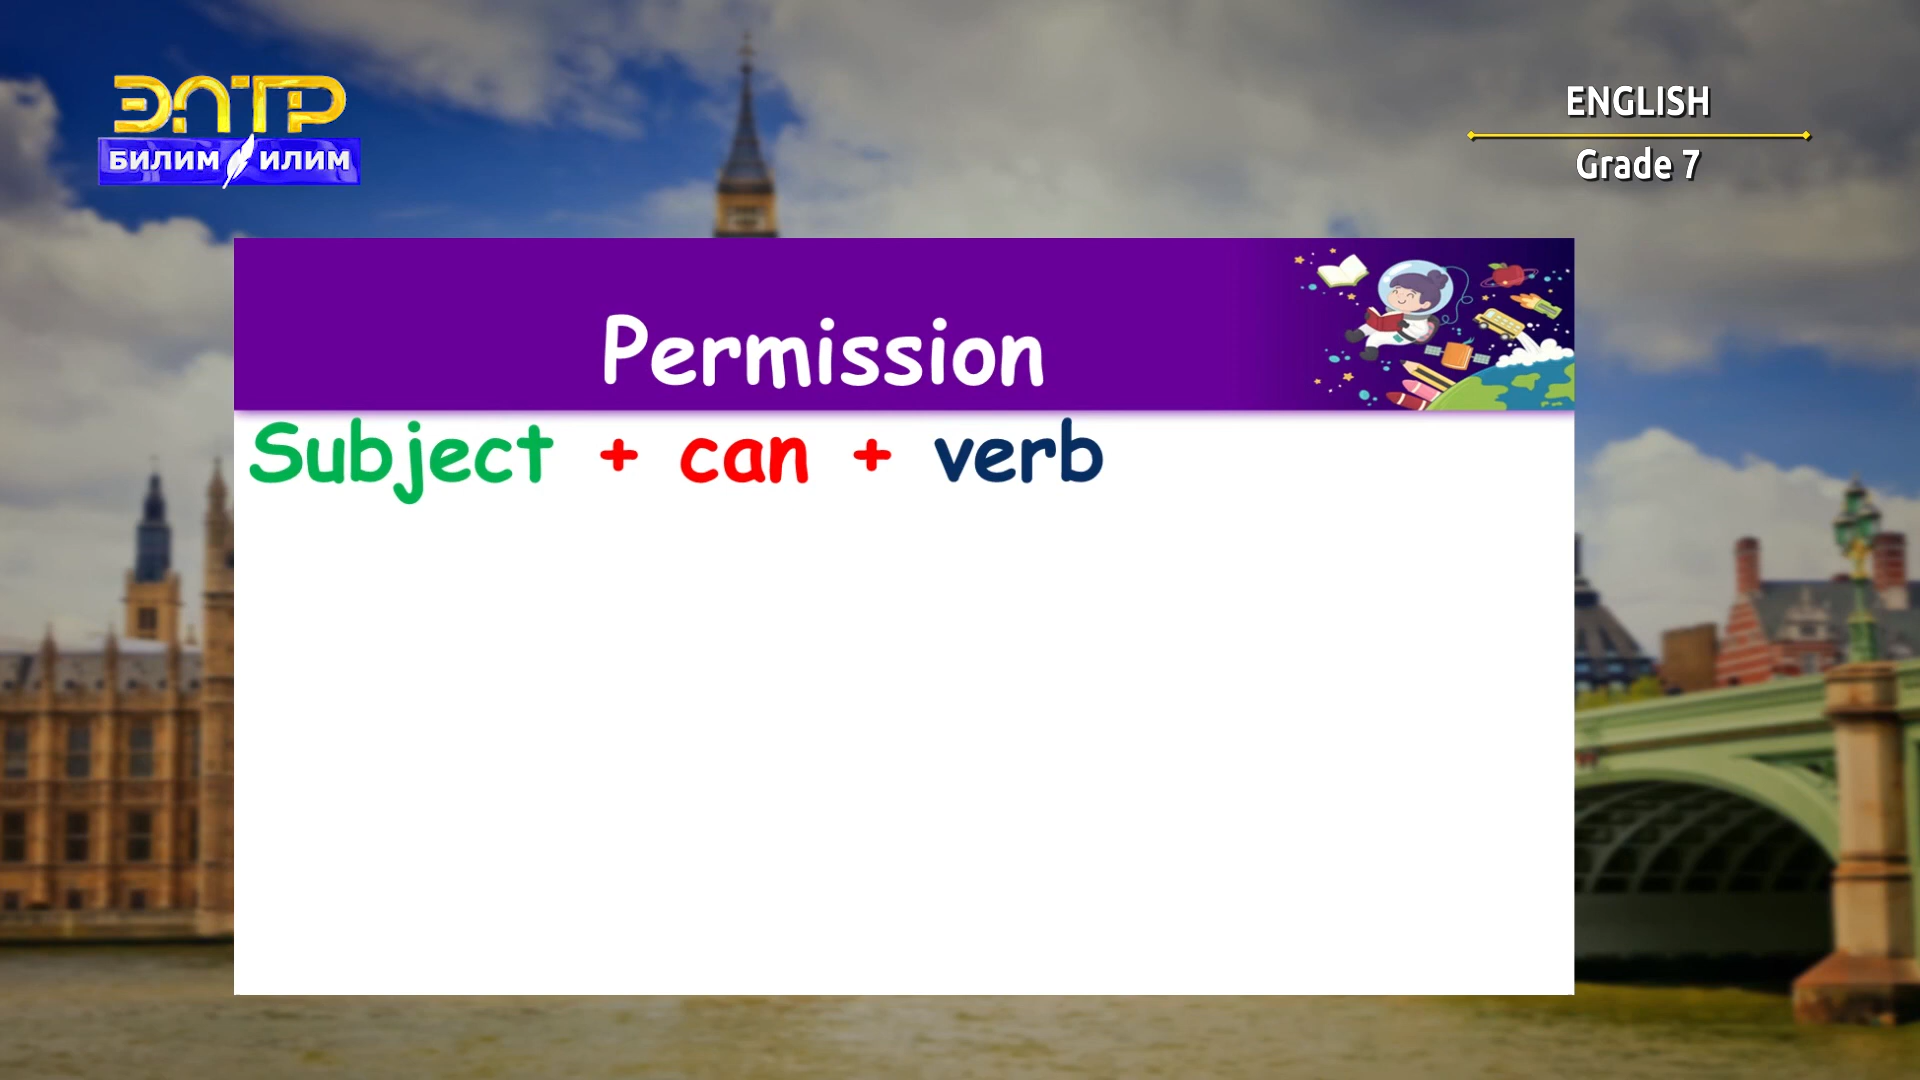 ЭЛТР
БИЛИМ ИЛИМ
ENGLISH
Grade 7
Permission
Subject + can + verb